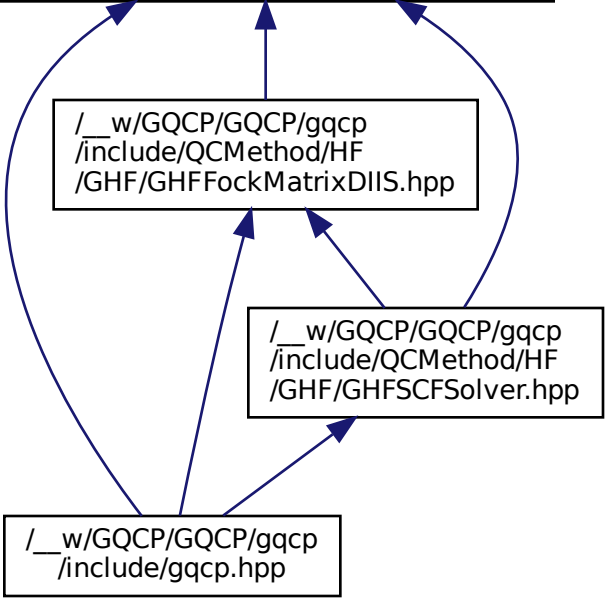 /__w/GQCP/GQCP/gqcp
/include/QCMethod/HF
/GHF/GHFFockMatrixDIIS.hpp
/__w/GQCP/GQCP/gqcp
/include/QCMethod/HF
/GHF/GHFSCFSolver.hpp
/__w/GQCP/GQCP/gqcp
/include/gqcp.hpp